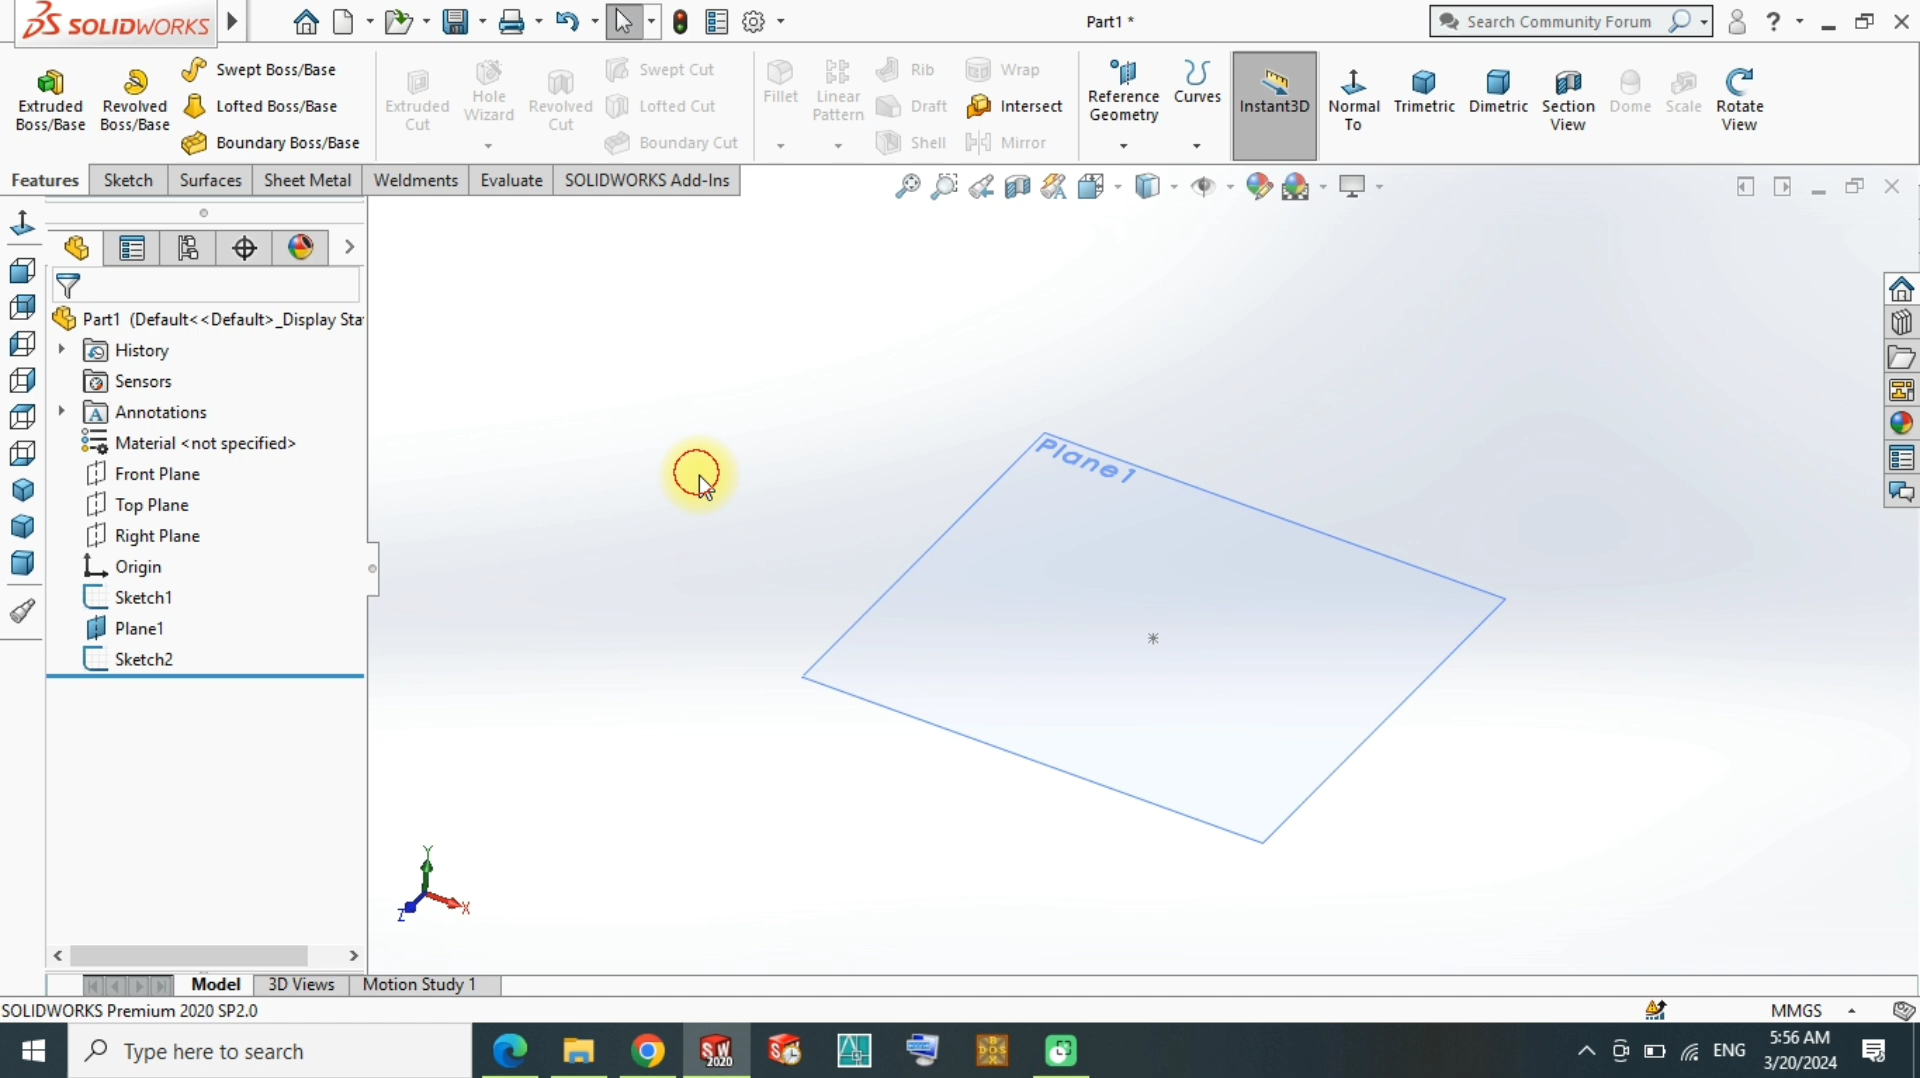 SOLIDWORKS
Part1 *
Search Community Forum
?
Extruded Boss/Base
Revolved Boss/Base
Swept Boss/Base
Lofted Boss/Base
Boundary Boss/Base
Extruded Cut
Hole Wizard
Revolved Cut
Swept Cut
Lofted Cut
Boundary Cut
Fillet
Linear Pattern
Rib
Draft
Shell
Wrap
Intersect
Mirror
Reference Geometry
Curves
Instant3D
Normal To
Trimetric
Dimetric
Section View
Dome
Scale
Rotate View
Features
Sketch
Surfaces
Sheet Metal
Weldments
Evaluate
SOLIDWORKS Add-Ins
Part1 (Default<<Default>_Display Sta
History
Sensors
Annotations
Material <not specified>
Front Plane
Top Plane
Right Plane
Origin
Sketch1
Plane1
Sketch2
Plane1
Y
X
Z
Model
3D Views
Motion Study 1
SOLIDWORKS Premium 2020 SP2.0
MMGS
Type here to search
SW 2020
ENG
5:56 AM
3/20/2024